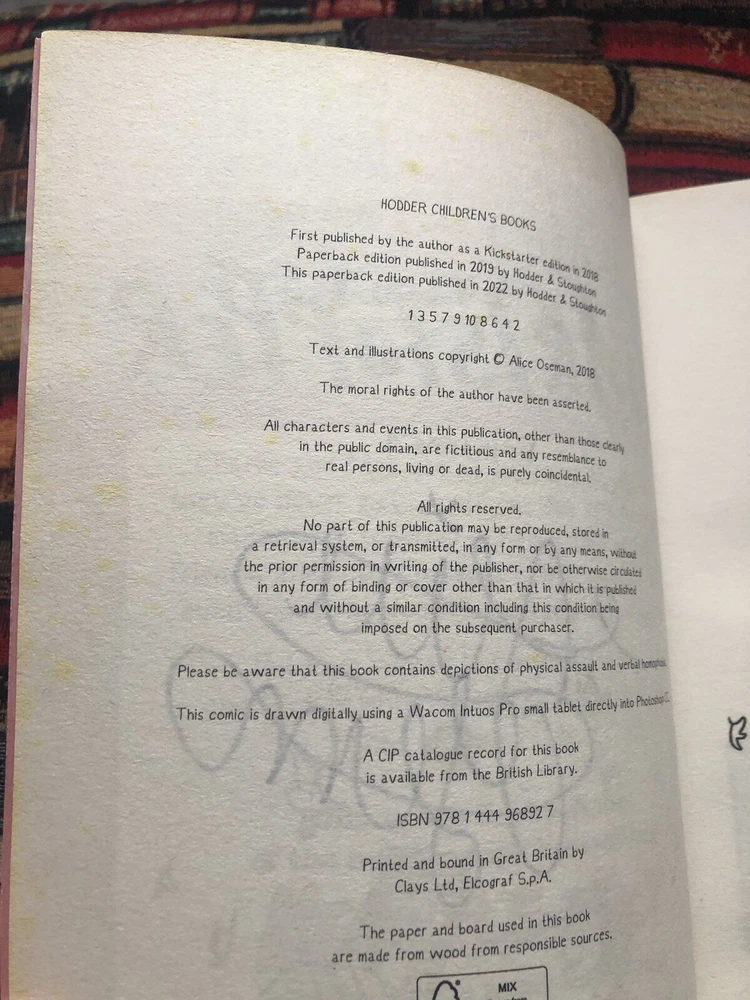 HODDER CHILDREN'S BOOKS
First published by the author as a Kickstarter edition in 2018
Paperback edition published in 2019 by Hodder & Stoughton
This paperback edition published in 2022 by Hodder & Stoughton
1 3 5 7 9 10 8 6 4 2
Text and illustrations copyright © Alice Oseman, 2018
The moral rights of the author have been asserted.
All characters and events in this publication, other than those clearly
in the public domain, are fictitious and any resemblance to
real persons, living or dead, is purely coincidental.
All rights reserved.
No part of this publication may be reproduced, stored in
a retrieval system, or transmitted, in any form or by any means, without
the prior permission in writing of the publisher, nor be otherwise circulated
in any form of binding or cover other than that in which it is published
and without a similar condition including this condition being
imposed on the subsequent purchaser.
Please be aware that this book contains depictions of physical assault and verbal
This comic is drawn digitally using a Wacom Intuos Pro small tablet directly into Photoshop
A CIP catalogue record for this book
is available from the British Library.
ISBN 978 1 444 96892 7
Printed and bound in Great Britain by
Clays Ltd, Elcograf S.p.A.
The paper and board used in this book
are made from wood from responsible sources.
MIX